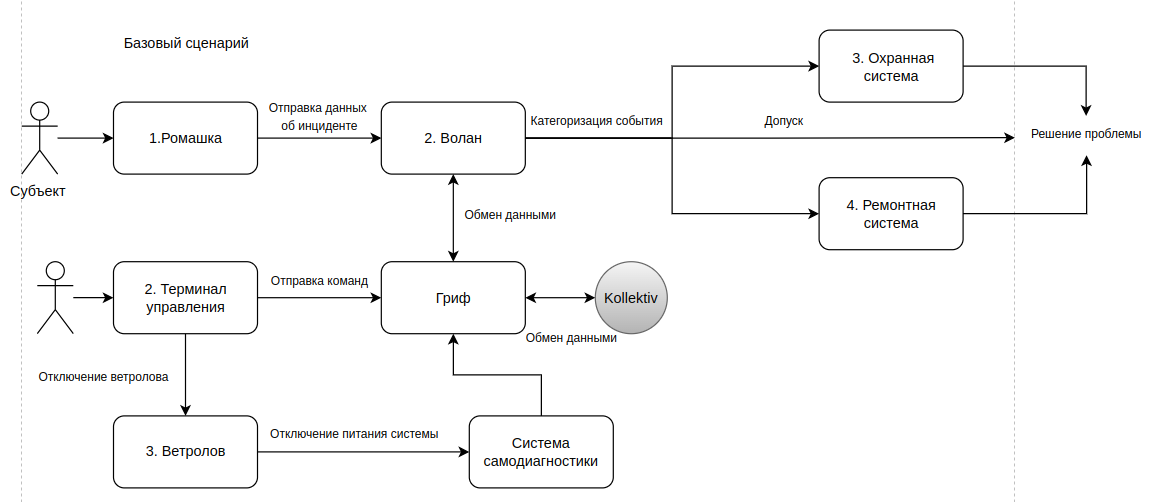 Базовый сценарий
3. Охранная
система
Отправка данных
об инциденте
1.Ромашка
2. Волан
Категоризация события
Допуск
Решение проблемы
Субъект
4. Ремонтная
система
Обмен данными
2. Терминал
управления
Отправка команд
Гриф
Kollektiv
Обмен данными
Отключение ветролова
3. Ветролов
Отключение питания системы
Система
самодиагностики